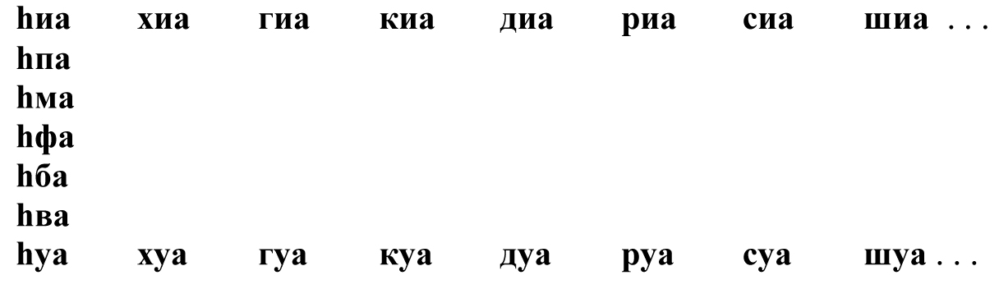 һиа хиа гиа киа диа риа сиа шиа . . .
һпа
һма
һфа
һба
һва
һуа хуа гуа куа дуа руа суа шуа . . .